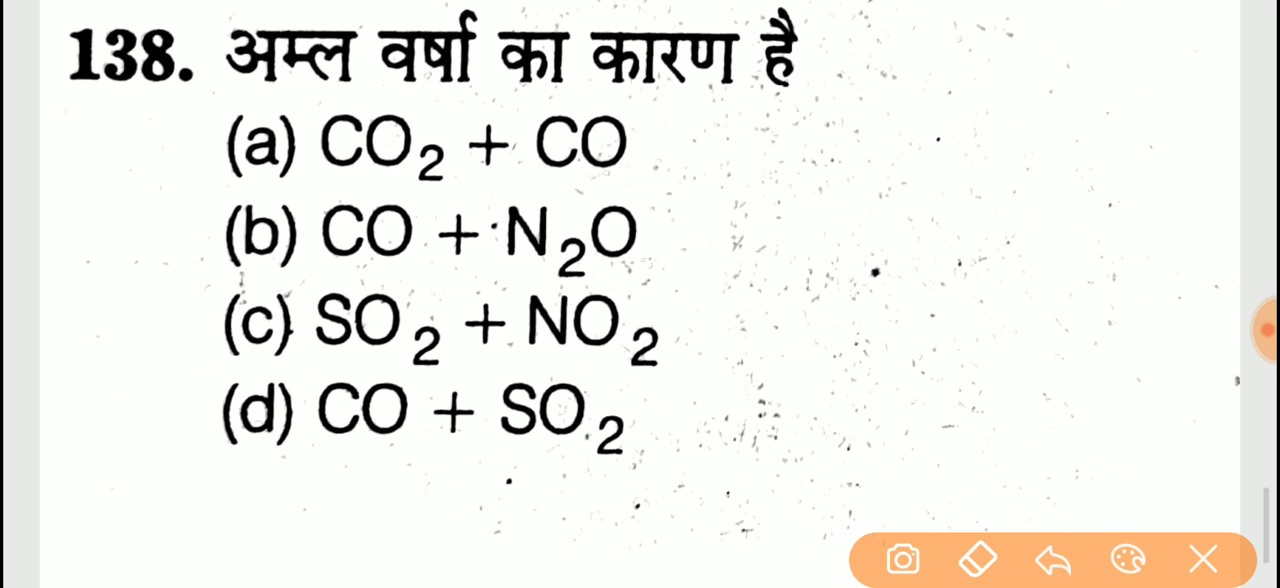 138. अम्ल वर्षा का कारण है
(a) CO₂ + CO
(b) CO + N₂O
(c) SO₂ + NO₂
(d) CO + SO₂